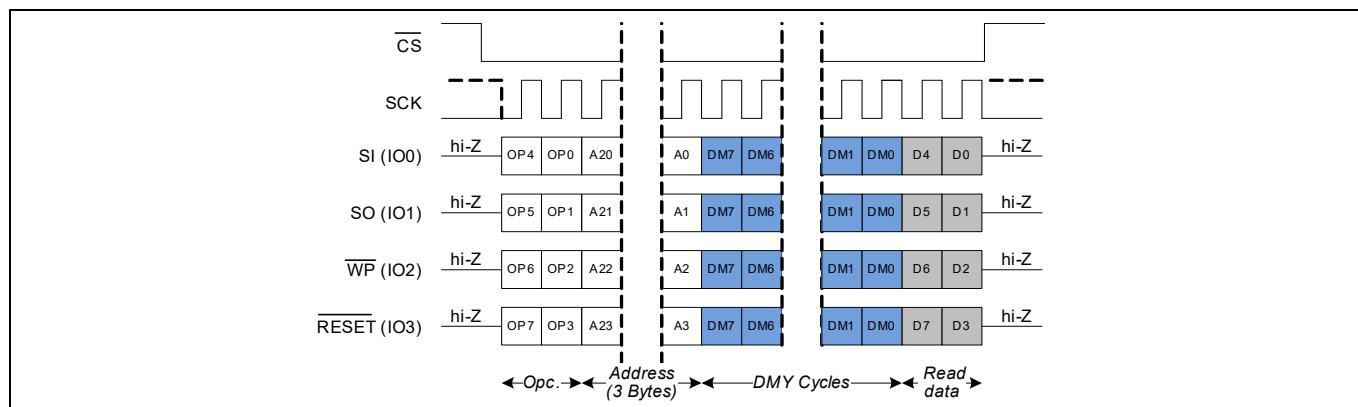 CS
SCK
SI (IO0) hi-Z OP4 OP0 A20 A0 DM7 DM6 DM1 DM0 D4 D0 hi-Z
SO (IO1) hi-Z OP5 OP1 A21 A1 DM7 DM6 DM1 DM0 D5 D1 hi-Z
WP (IO2) hi-Z OP6 OP2 A22 A2 DM7 DM6 DM1 DM0 D6 D2 hi-Z
RESET (IO3) hi-Z OP7 OP3 A23 A3 DM7 DM6 DM1 DM0 D7 D3 hi-Z
Opc. Address (3 Bytes) DMY Cycles Read data